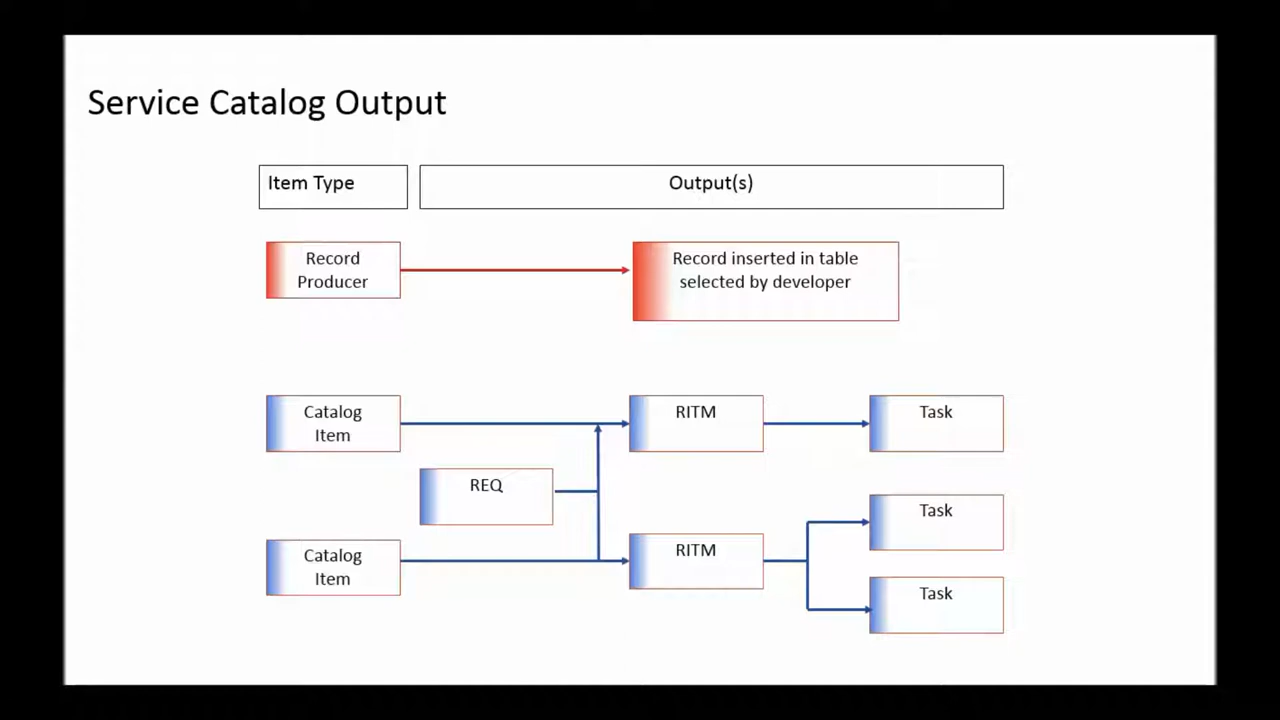 Service Catalog Output
Item Type
Output(s)
Record
Producer
Record inserted in table
selected by developer
Catalog
Item
RITM
Task
REQ
Catalog
Item
RITM
Task
Task